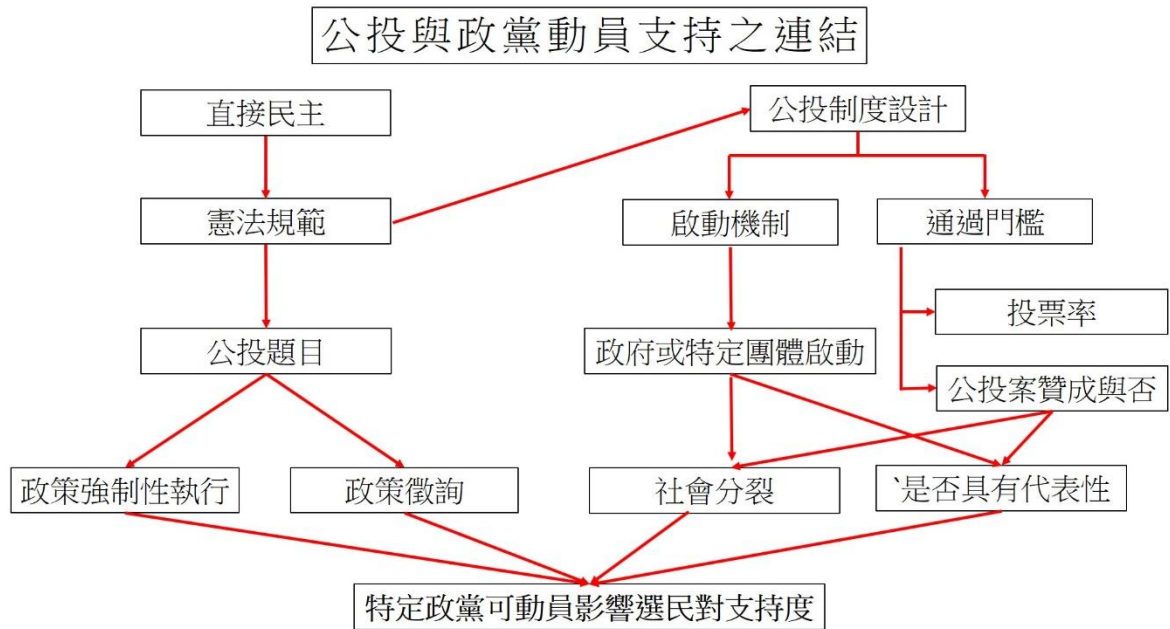 公投與政黨動員支持之連結
直接民主
公投制度設計
憲法規範
啟動機制
通過門檻
投票率
公投題目
政府或特定團體啟動
公投案贊成與否
政策強制性執行
政策徵詢
社會分裂
‵是否具有代表性
特定政黨可動員影響選民對支持度